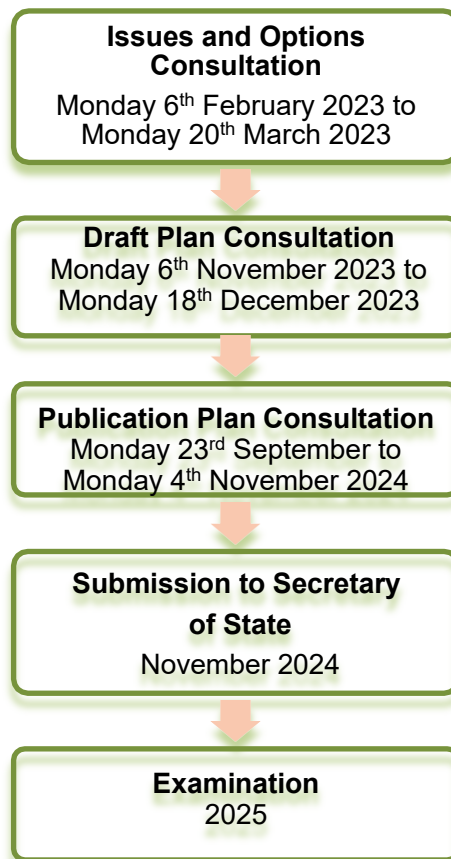 Issues and Options
Consultation
Monday 6th February 2023 to
Monday 20th March 2023
Draft Plan Consultation
Monday 6th November 2023 to
Monday 18th December 2023
Publication Plan Consultation
Monday 23rd September to
Monday 4th November 2024
Submission to Secretary
of State
November 2024
Examination
2025